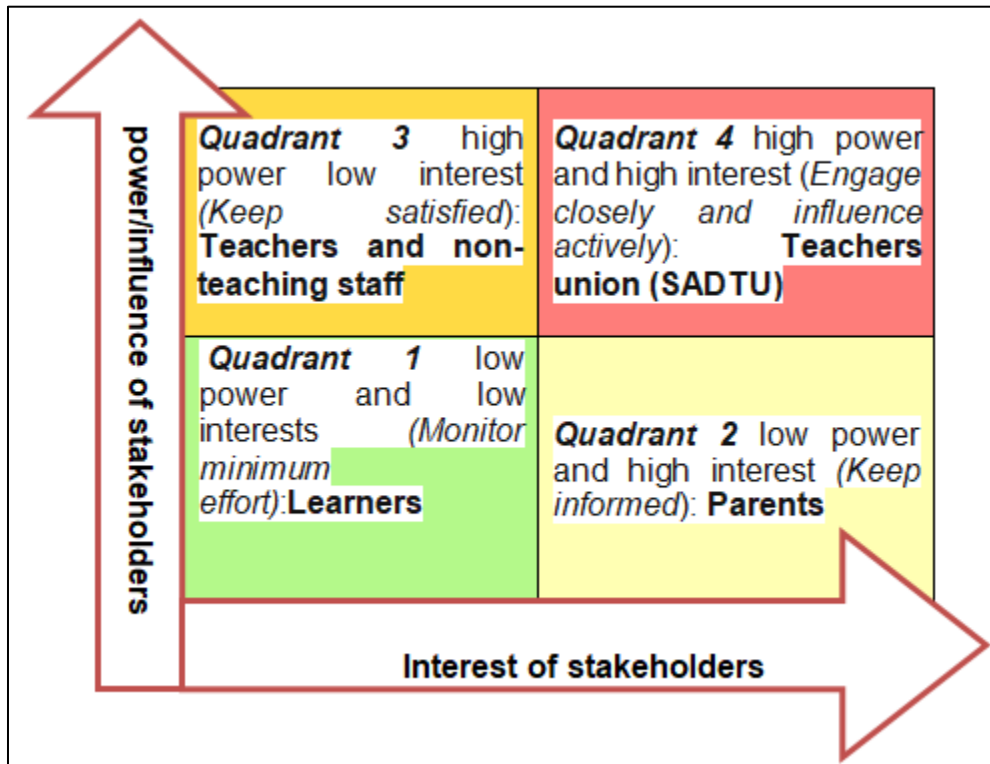 power/influence of stakeholders
Quadrant 3 high
power low interest
(Keep satisfied):
Teachers and non-
teaching staff
Quadrant 4 high power
and high interest (Engage
closely and influence
actively): Teachers
union (SADTU)
Quadrant 1 low
power and low
interests (Monitor
minimum
effort):Learners
Quadrant 2 low power
and high interest (Keep
informed): Parents
Interest of stakeholders